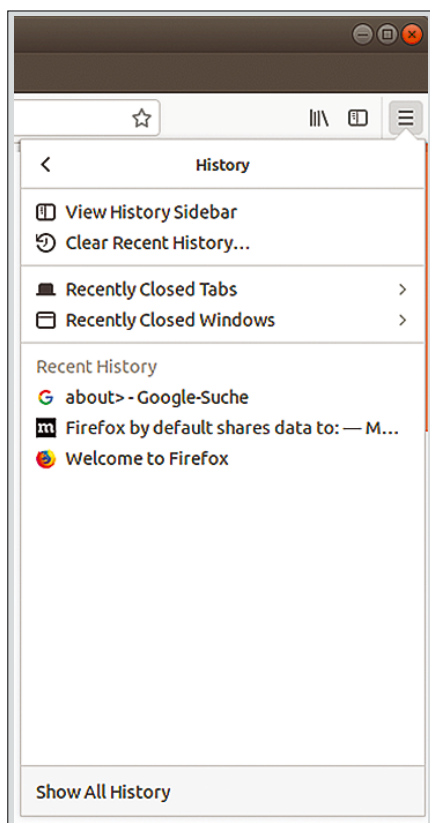 History
View History Sidebar
Clear Recent History…
Recently Closed Tabs
Recently Closed Windows
Recent History
about> - Google-Suche
Firefox by default shares data to: — M…
Welcome to Firefox
Show All History